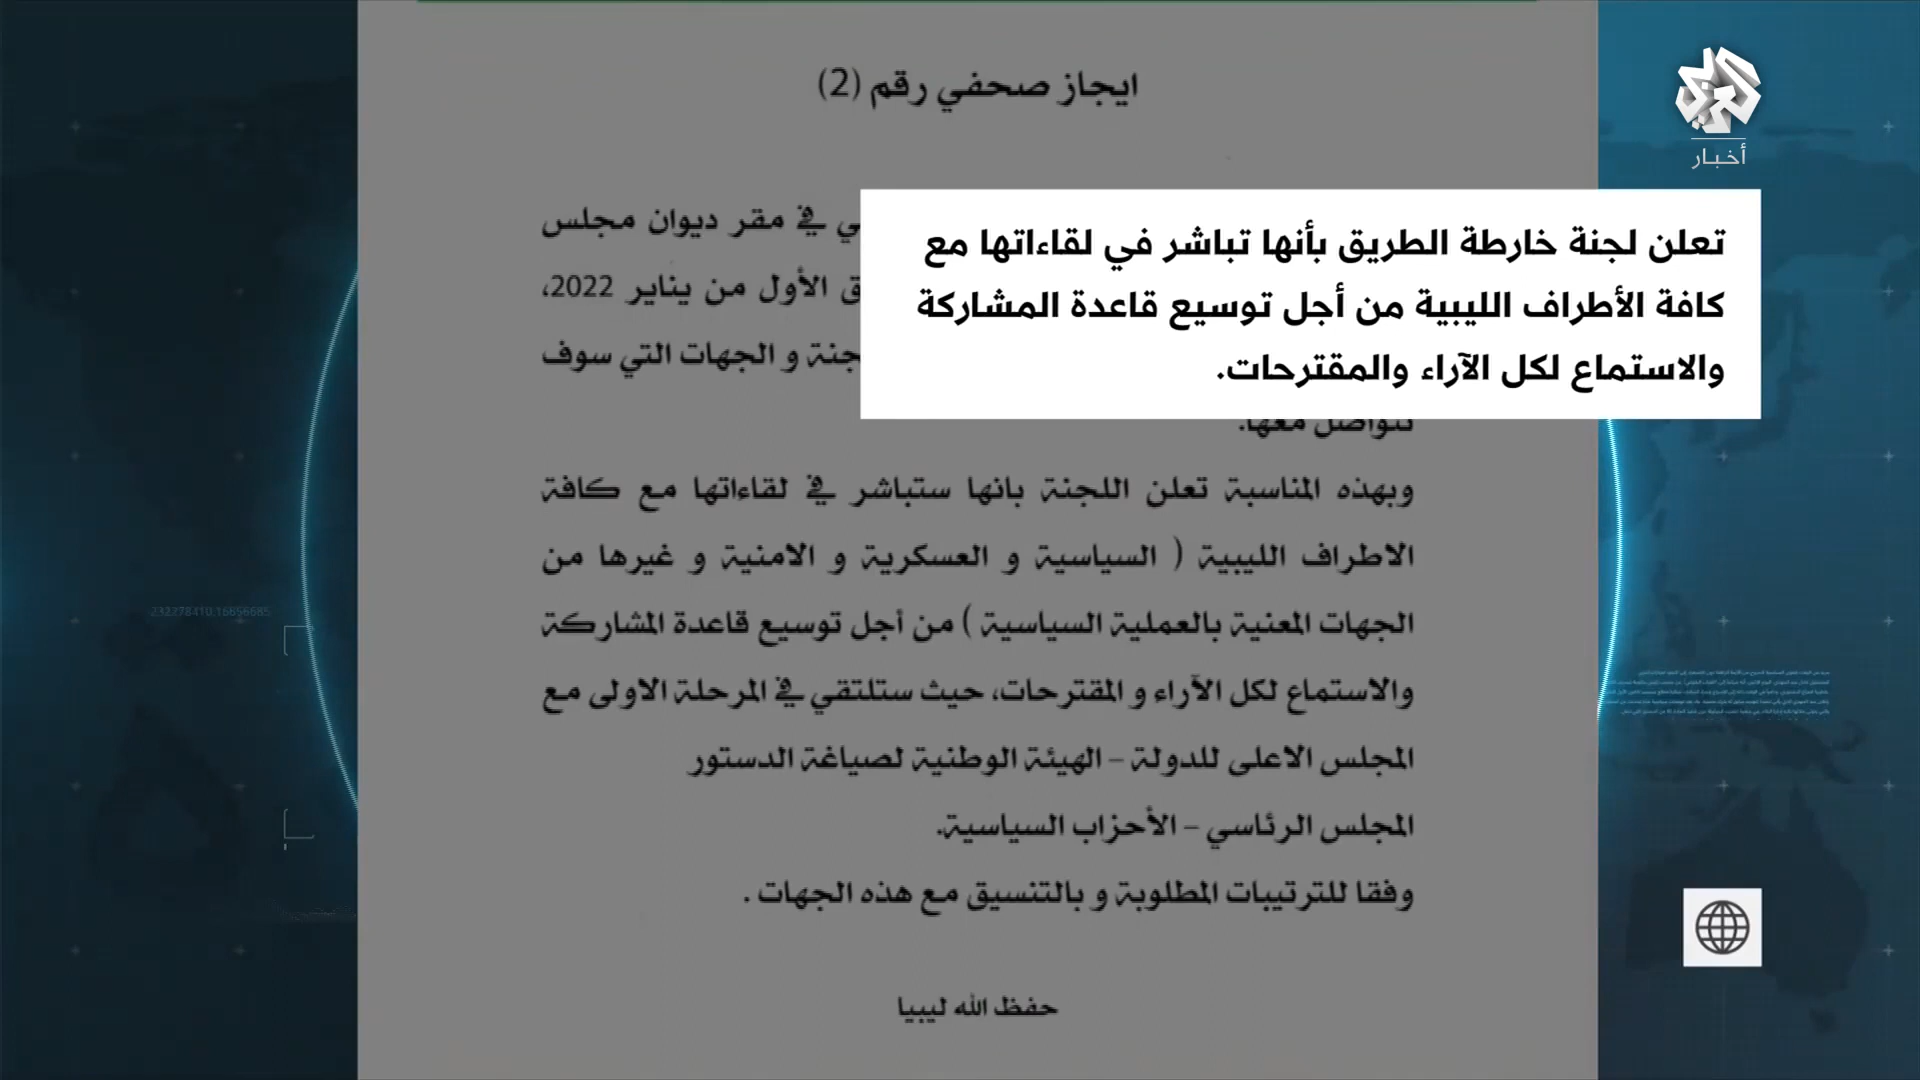 ايجاز صحفي رقم (2)
أخبار
تعلن لجنة خارطة الطريق بأنها تباشر في لقاءاتها مع
كافة الأطراف الليبية من أجل توسيع قاعدة المشاركة
والاستماع لكل الآراء والمقترحات.
في مقر ديوان مجلس
الأول من يناير 2022،
و الجهات التي سوف
تتواصل معها.
وبهذه المناسبة تعلن اللجنة بانها ستباشر في لقاءاتها مع كافة
الاطراف الليبية ( السياسية و العسكرية و الامنية و غيرها من
الجهات المعنية بالعملية السياسية ) من أجل توسيع قاعدة المشاركة
والاستماع لكل الآراء و المقترحات، حيث ستلتقي في المرحلة الاولى مع
المجلس الاعلى للدولة – الهيئة الوطنية لصياغة الدستور
المجلس الرئاسي – الأحزاب السياسية.
وفقا للترتيبات المطلوبة و بالتنسيق مع هذه الجهات .
حفظ الله ليبيا
232278410:16656685